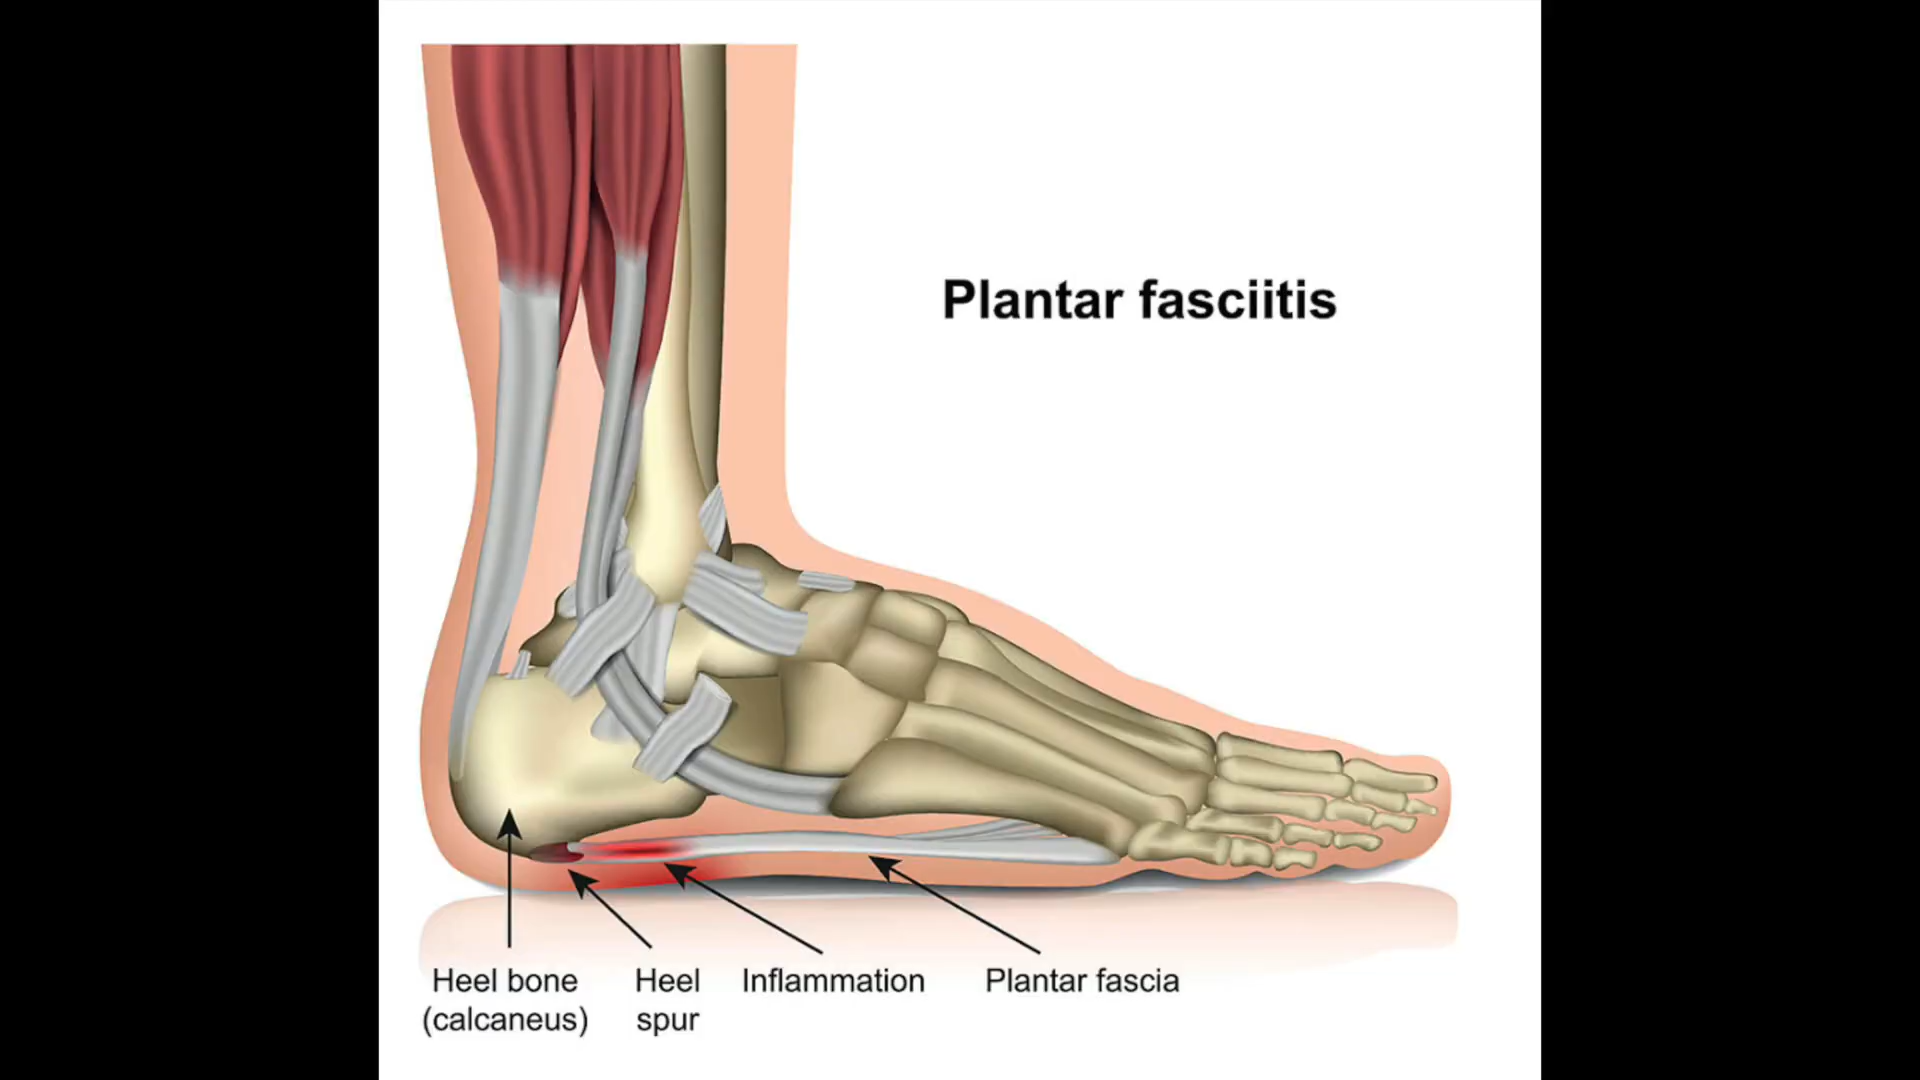 Plantar fasciitis
Heel bone
(calcaneus)
Heel
spur
Inflammation
Plantar fascia